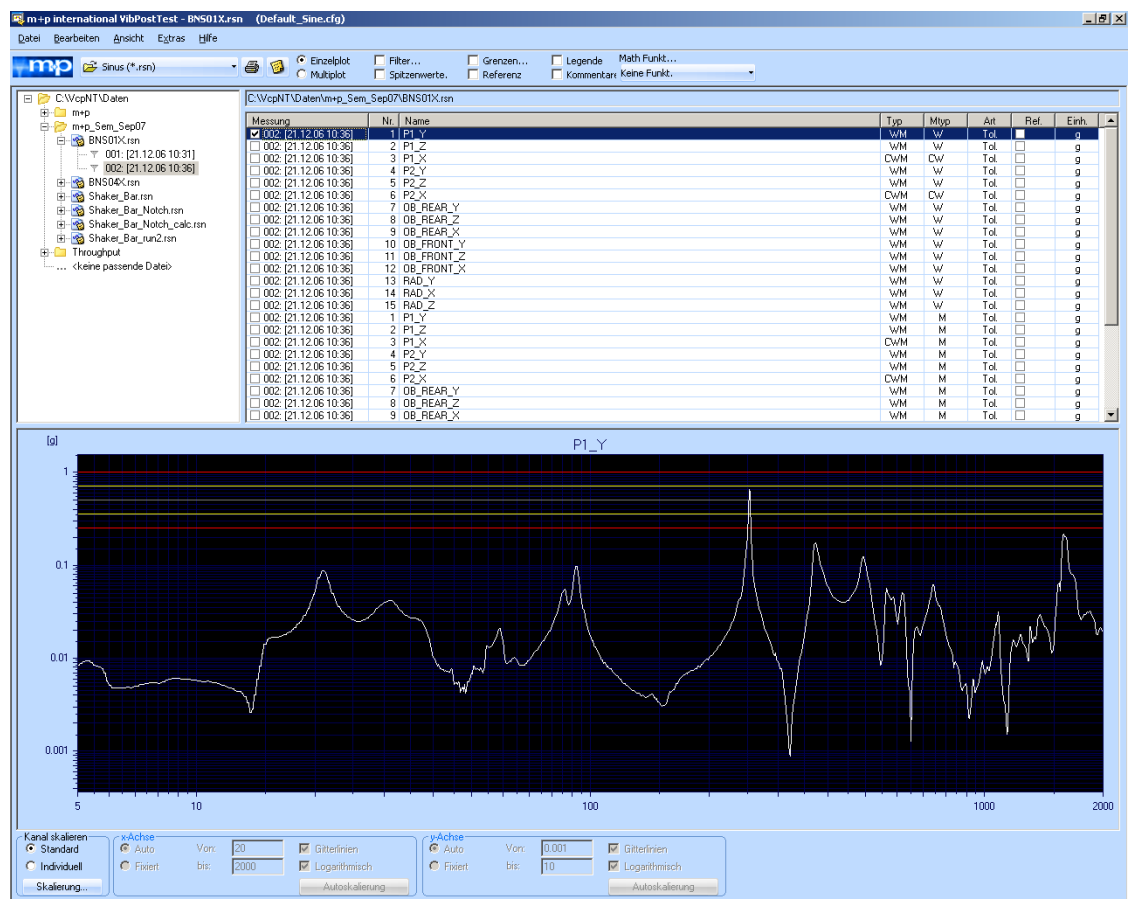 m+p international VibPostTest - BNS01X.rsn (Default_Sine.cfg)
Datei Bearbeiten Ansicht Extras Hilfe
mp Sinus (*.rsn) Einzelplot Filter... Grenzen... Legende Math Funkt...
Multiplot Spitzenwerte. Referenz Kommentare Keine Funkt.
C:\VcpNT\Daten
m+p
m+p_Sem_Sep07
BNS01X.rsn
001: [21.12.06 10:31]
002: [21.12.06 10:36]
BNS04X.rsn
Shaker_Bar.rsn
Shaker_Bar_Notch.rsn
Shaker_Bar_Notch_calc.rsn
Shaker_Bar_run2.rsn
Throughput
... <keine passende Datei>
C:\VcpNT\Daten\m+p_Sem_Sep07\BNS01X.rsn
Messung Nr. Name Typ Mtyp Art Ref. Einh.
002: [21.12.06 10:36] 1 P1_Y WM W Tol. g
002: [21.12.06 10:36] 2 P1_Z WM W Tol. g
002: [21.12.06 10:36] 3 P1_X CWM CW Tol. g
002: [21.12.06 10:36] 4 P2_Y WM W Tol. g
002: [21.12.06 10:36] 5 P2_Z WM W Tol. g
002: [21.12.06 10:36] 6 P2_X CWM CW Tol. g
002: [21.12.06 10:36] 7 OB_REAR_Y WM W Tol. g
002: [21.12.06 10:36] 8 OB_REAR_Z WM W Tol. g
002: [21.12.06 10:36] 9 OB_REAR_X WM W Tol. g
002: [21.12.06 10:36] 10 OB_FRONT_Y WM W Tol. g
002: [21.12.06 10:36] 11 OB_FRONT_Z WM W Tol. g
002: [21.12.06 10:36] 12 OB_FRONT_X WM W Tol. g
002: [21.12.06 10:36] 13 RAD_Y WM W Tol. g
002: [21.12.06 10:36] 14 RAD_X WM W Tol. g
002: [21.12.06 10:36] 15 RAD_Z WM W Tol. g
002: [21.12.06 10:36] 1 P1_Y WM M Tol. g
002: [21.12.06 10:36] 2 P1_Z WM M Tol. g
002: [21.12.06 10:36] 3 P1_X CWM M Tol. g
002: [21.12.06 10:36] 4 P2_Y WM M Tol. g
002: [21.12.06 10:36] 5 P2_Z WM M Tol. g
002: [21.12.06 10:36] 6 P2_X CWM M Tol. g
002: [21.12.06 10:36] 7 OB_REAR_Y WM M Tol. g
002: [21.12.06 10:36] 8 OB_REAR_Z WM M Tol. g
002: [21.12.06 10:36] 9 OB_REAR_X WM M Tol. g
[g] P1_Y
1
0.1
0.01
0.001
5 10 100 1000 2000
Kanal skalieren x-Achse y-Achse
Standard Auto Von: 20 Gitterlinien Auto Von: 0.001 Gitterlinien
Individuell Fixiert bis: 2000 Logarithmisch Fixiert bis: 10 Logarithmisch
Skalierung... Autoskalierung Autoskalierung